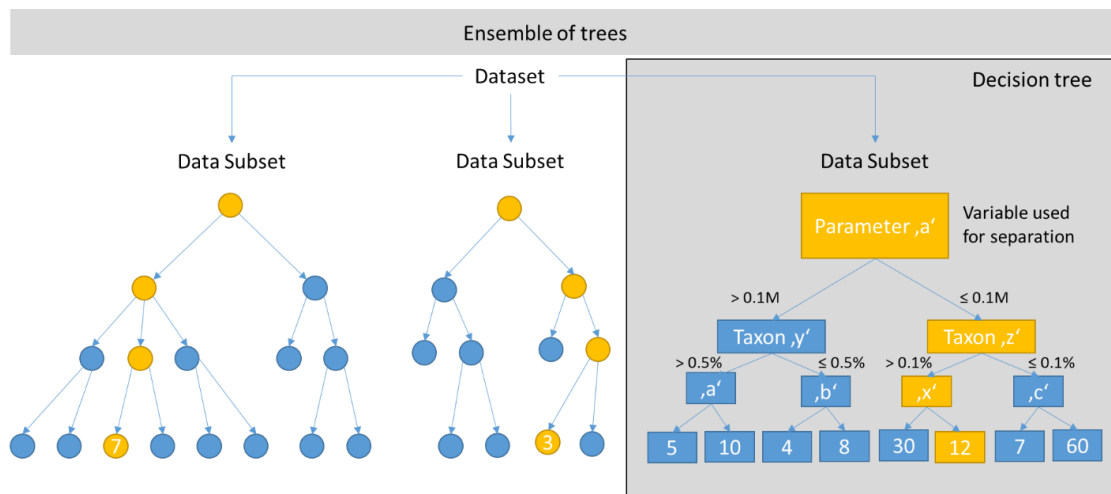 Ensemble of trees
Dataset
Decision tree
Data Subset
Data Subset
Data Subset
Parameter ‚a‘
Variable used
for separation
> 0.1M
≤ 0.1M
Taxon ‚y‘
Taxon ‚z‘
> 0.5%
≤ 0.5%
> 0.1%
≤ 0.1%
‚a‘
‚b‘
‚x‘
‚c‘
7
3
5
10
4
8
30
12
7
60